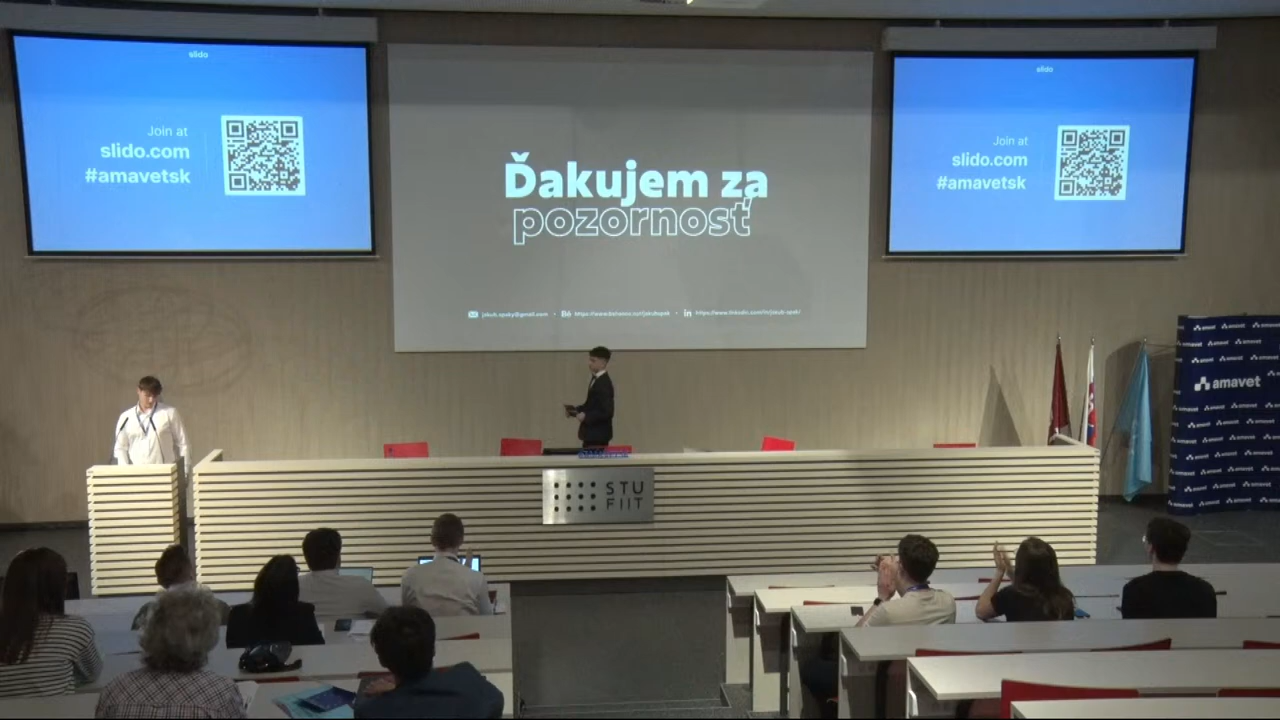 slido
Join at
slido.com
#amavetsk
Ďakujem za
pozornosť
slido
Join at
slido.com
#amavetsk
amavet
STU
FIIT